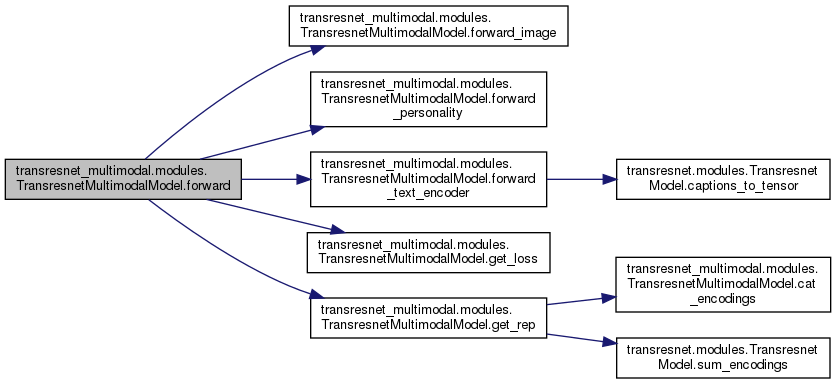 transresnet_multimodal.modules.
TransresnetMultimodalModel.forward
transresnet_multimodal.modules.
TransresnetMultimodalModel.forward_image
transresnet_multimodal.modules.
TransresnetMultimodalModel.forward
_personality
transresnet_multimodal.modules.
TransresnetMultimodalModel.forward
_text_encoder
transresnet.modules.Transresnet
Model.captions_to_tensor
transresnet_multimodal.modules.
TransresnetMultimodalModel.get_loss
transresnet_multimodal.modules.
TransresnetMultimodalModel.get_rep
transresnet_multimodal.modules.
TransresnetMultimodalModel.cat
_encodings
transresnet.modules.Transresnet
Model.sum_encodings